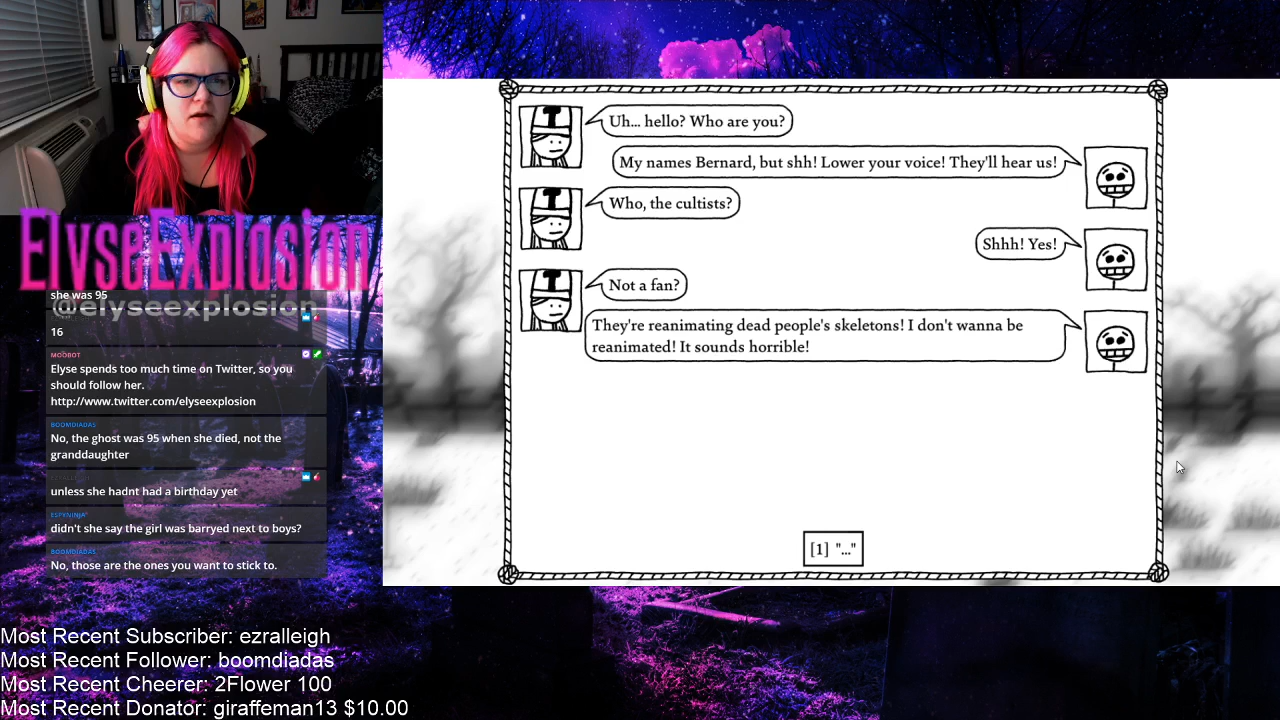 Uh... hello? Who are you?
My names Bernard, but shh! Lower your voice! They'll hear us!
Who, the cultists?
Shhh! Yes!
Not a fan?
They're reanimating dead people's skeletons! I don't wanna be
reanimated! It sounds horrible!
[1] "..."
ElyseExplosion
@elyseexplosion
she was 95
16
MOOBOT
Elyse spends too much time on Twitter, so you
should follow her.
http://www.twitter.com/elyseexplosion
BOOMDIADAS
No, the ghost was 95 when she died, not the
granddaughter
unless she hadnt had a birthday yet
ESPYNINJA
didn't she say the girl was barryed next to boys?
BOOMDIADAS
No, those are the ones you want to stick to.
Most Recent Subscriber: ezralleigh
Most Recent Follower: boomdiadas
Most Recent Cheerer: 2Flower 100
Most Recent Donator: giraffeman13 $10.00